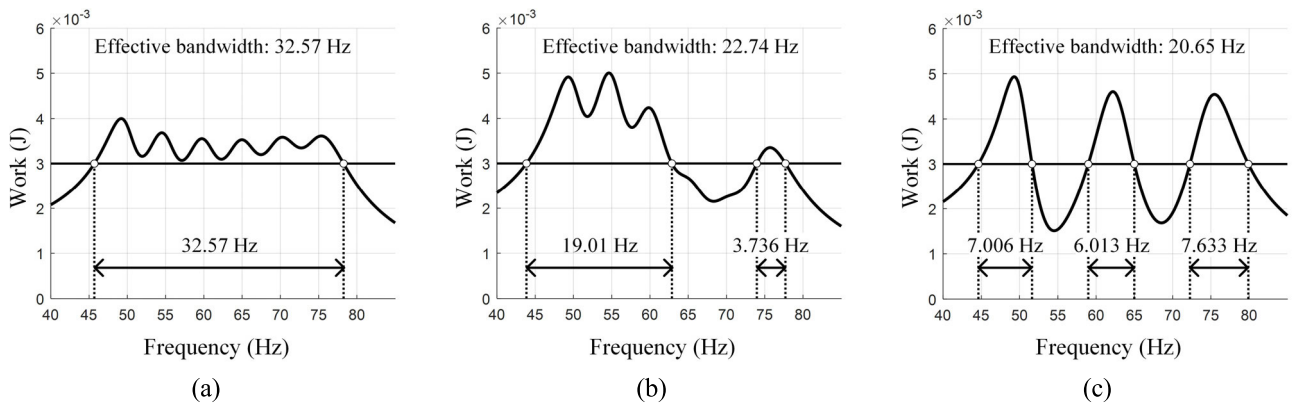 ×10⁻³
Effective bandwidth: 32.57 Hz
6
5
4
3
2
1
0
Work (J)
32.57 Hz
40 45 50 55 60 65 70 75 80
Frequency (Hz)
(a)
×10⁻³
Effective bandwidth: 22.74 Hz
6
5
4
3
2
1
0
Work (J)
19.01 Hz 3.736 Hz
40 45 50 55 60 65 70 75 80
Frequency (Hz)
(b)
×10⁻³
Effective bandwidth: 20.65 Hz
6
5
4
3
2
1
0
Work (J)
7.006 Hz 6.013 Hz 7.633 Hz
40 45 50 55 60 65 70 75 80
Frequency (Hz)
(c)